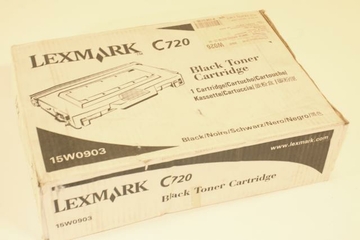 LEXMARK C720
Black Toner
Cartridge
1 Cartridge/Cartucho/Cartouche/
Kassette/Cartuccia/
Black/Noire/Schwarz/Nero/Negro/
15W0903
www.lexmark.com
LEXMARK C720
Black Toner Cartridge
15W0903